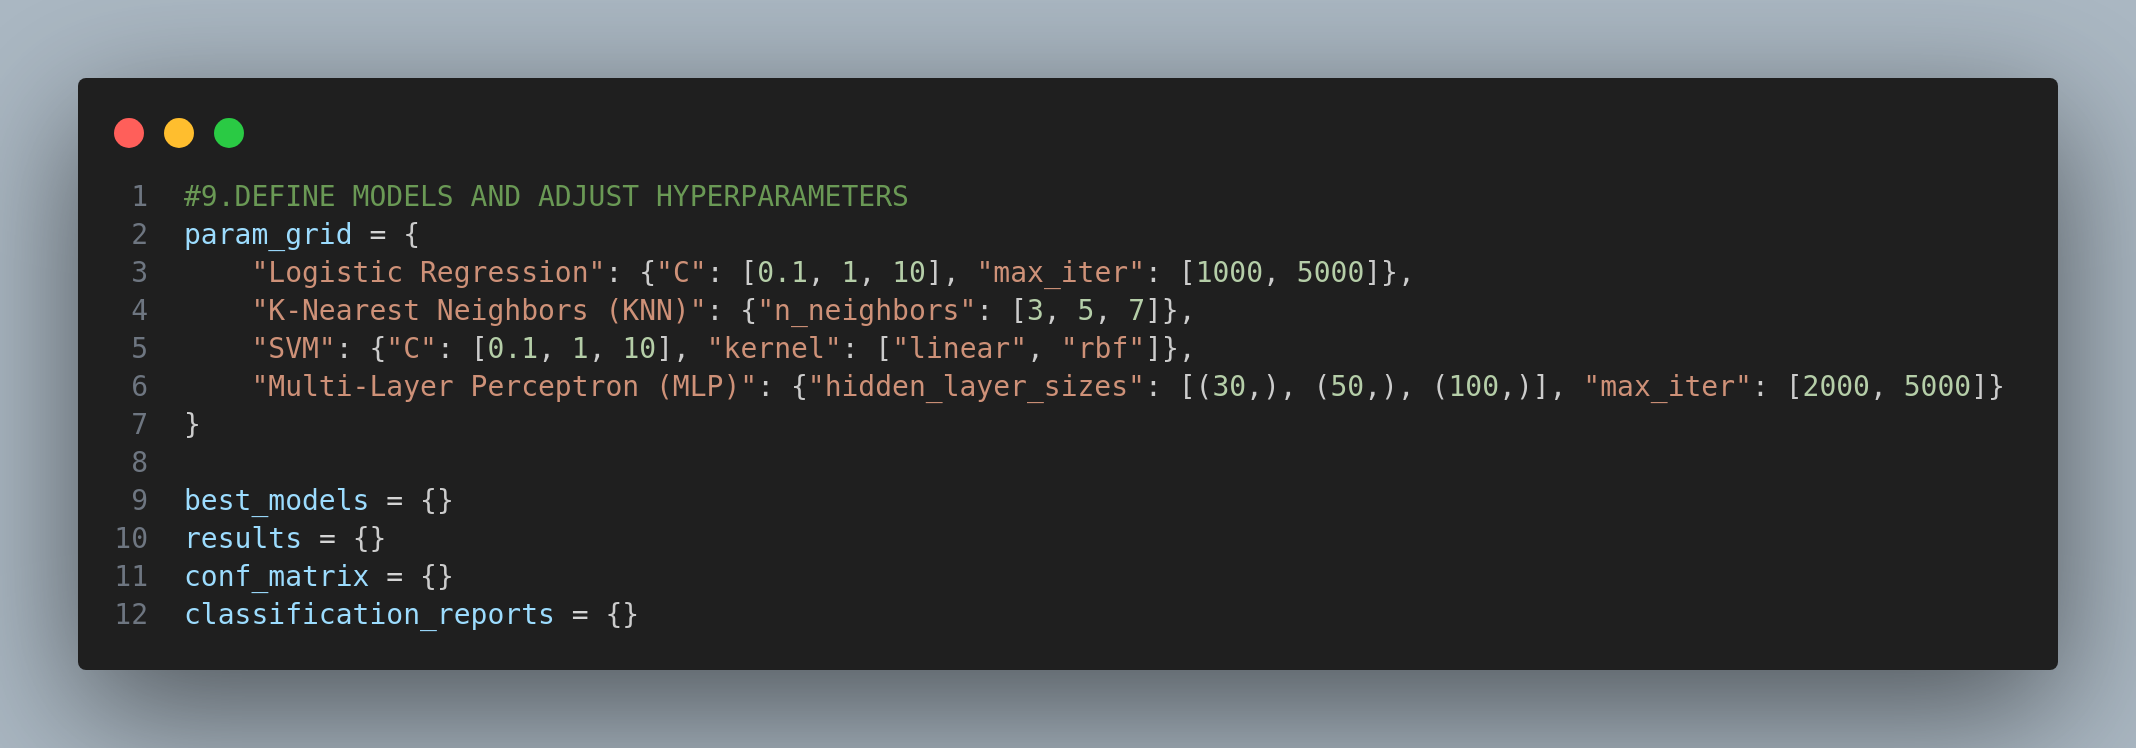 1 #9.DEFINE MODELS AND ADJUST HYPERPARAMETERS
2 param_grid = {
3     "Logistic Regression": {"C": [0.1, 1, 10], "max_iter": [1000, 5000]},
4     "K-Nearest Neighbors (KNN)": {"n_neighbors": [3, 5, 7]},
5     "SVM": {"C": [0.1, 1, 10], "kernel": ["linear", "rbf"]},
6     "Multi-Layer Perceptron (MLP)": {"hidden_layer_sizes": [(30,), (50,), (100,)], "max_iter": [2000, 5000]}
7 }
8
9 best_models = {}
10 results = {}
11 conf_matrix = {}
12 classification_reports = {}